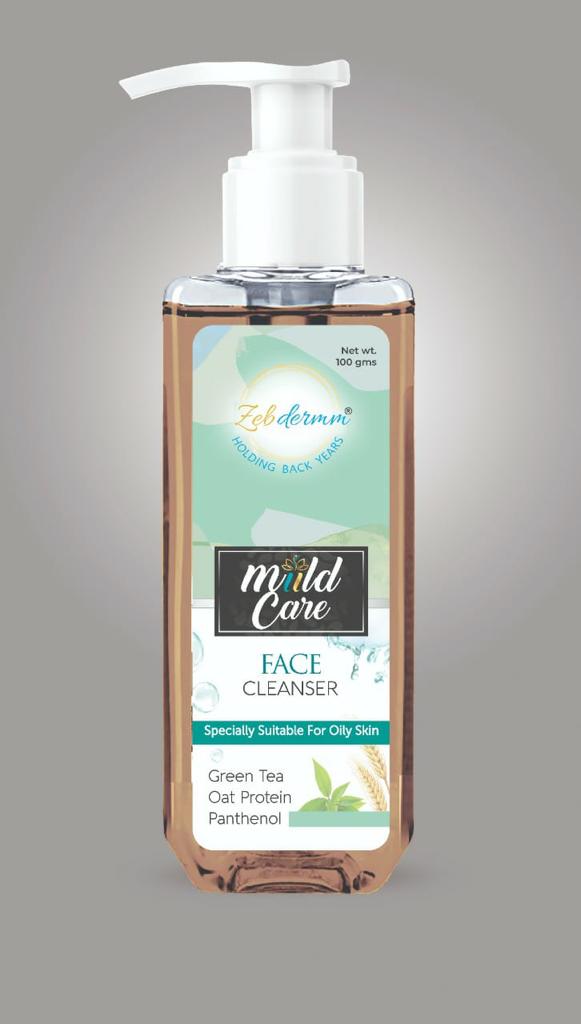 Net wt.
100 gms
Zebdermm®
HOLDING BACK YEARS
miild
Care
FACE
CLEANSER
Specially Suitable For Oily Skin
Green Tea
Oat Protein
Panthenol